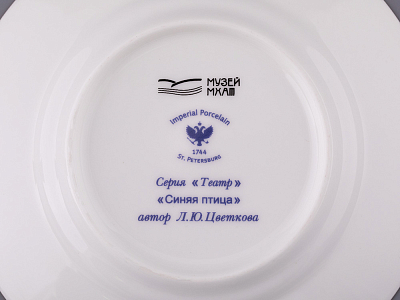 МУЗЕЙ
МХАТ
Imperial Porcelain
1744
St. Petersburg
Серия «Театр»
«Синяя птица»
автор Л.Ю.Цветкова